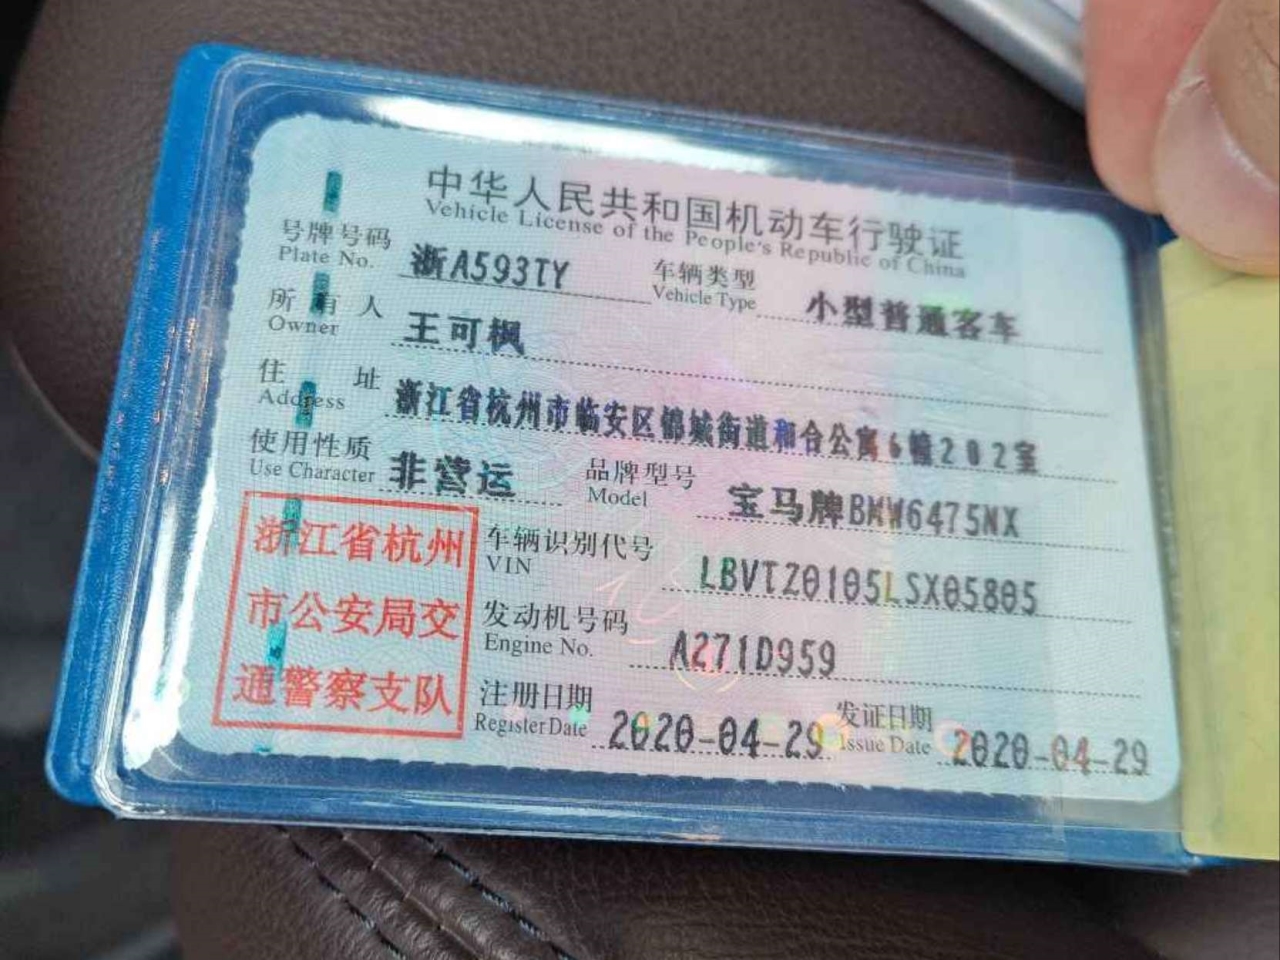 中华人民共和国机动车行驶证
Vehicle License of the People's Republic of China
号牌号码 浙A593TY 车辆类型 小型普通客车
Plate No. Vehicle Type
所有人 王可枫
Owner
住址 浙江省杭州市临安区锦城街道和合公寓6幢202室
Address
使用性质 非营运 品牌型号 宝马牌BMW6475NX
Use Character Model
浙江省杭州
市公安局交
通警察支队
车辆识别代号 LBVTZ0105LSX05805
VIN
发动机号码 A271D959
Engine No.
注册日期 2020-04-29 发证日期 2020-04-29
Register Date Issue Date